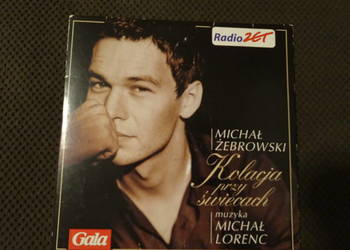 Radio ZET
MICHAŁ
ŻEBROWSKI
Kolacja
przy
świecach
muzyka
MICHAŁ
LORENC
Gala